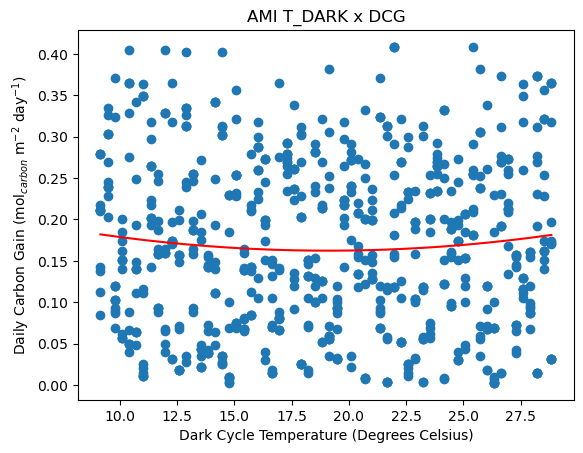 AMI T_DARK x DCG
Daily Carbon Gain (mol_carbon m⁻² day⁻¹)
0.40
0.35
0.30
0.25
0.20
0.15
0.10
0.05
0.00
10.0 12.5 15.0 17.5 20.0 22.5 25.0 27.5
Dark Cycle Temperature (Degrees Celsius)